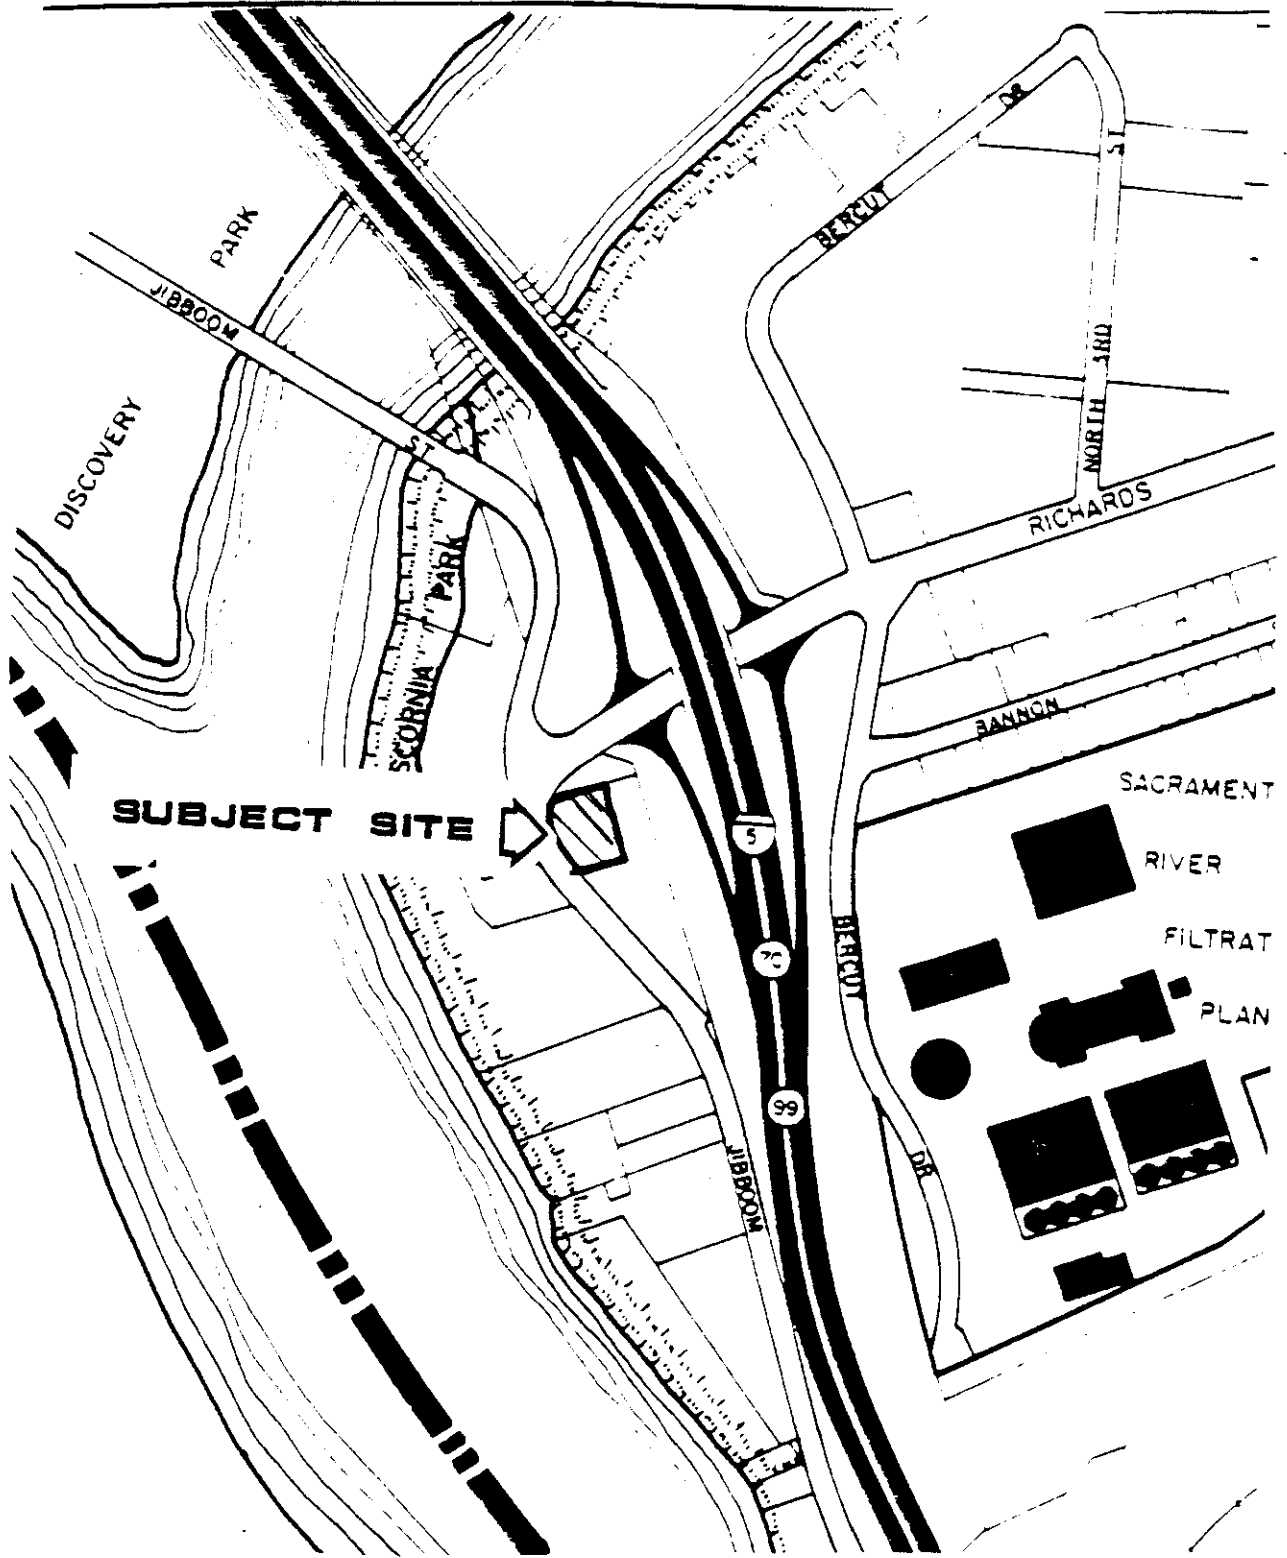 DR
ST
BERCUT
PARK
JIBBOOM
3RD
DISCOVERY
ST
NORTH
RICHARDS
PARK
SCORNIA
BANNON
SACRAMENT
SUBJECT SITE
5
RIVER
BERCUT
FILTRAT
70
PLAN
99
DR
JIBBOOM